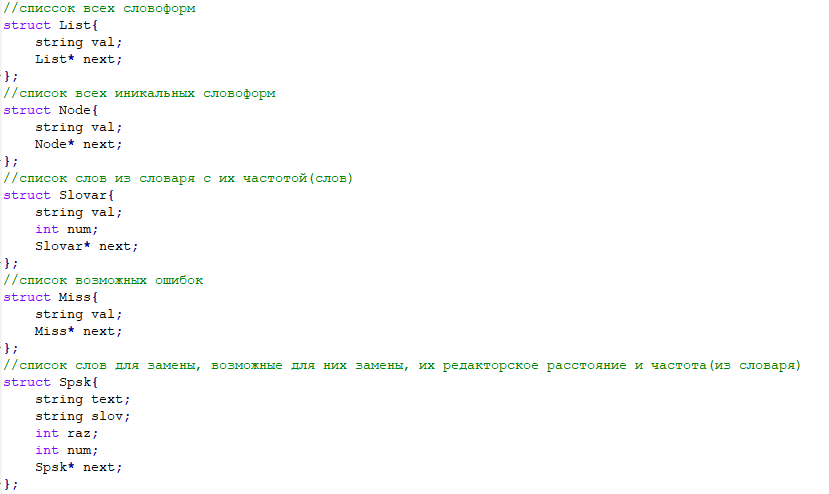 //списсок всех словоформ
struct List{
    string val;
    List* next;
};
//список всех иникальных словоформ
struct Node{
    string val;
    Node* next;
};
//список слов из словаря с их частотой(слов)
struct Slovar{
    string val;
    int num;
    Slovar* next;
};
//список возможных ошибок
struct Miss{
    string val;
    Miss* next;
};
//список слов для замены, возможные для них замены, их редакторское расстояние и частота(из словаря)
struct Spsk{
    string text;
    string slov;
    int raz;
    int num;
    Spsk* next;
};